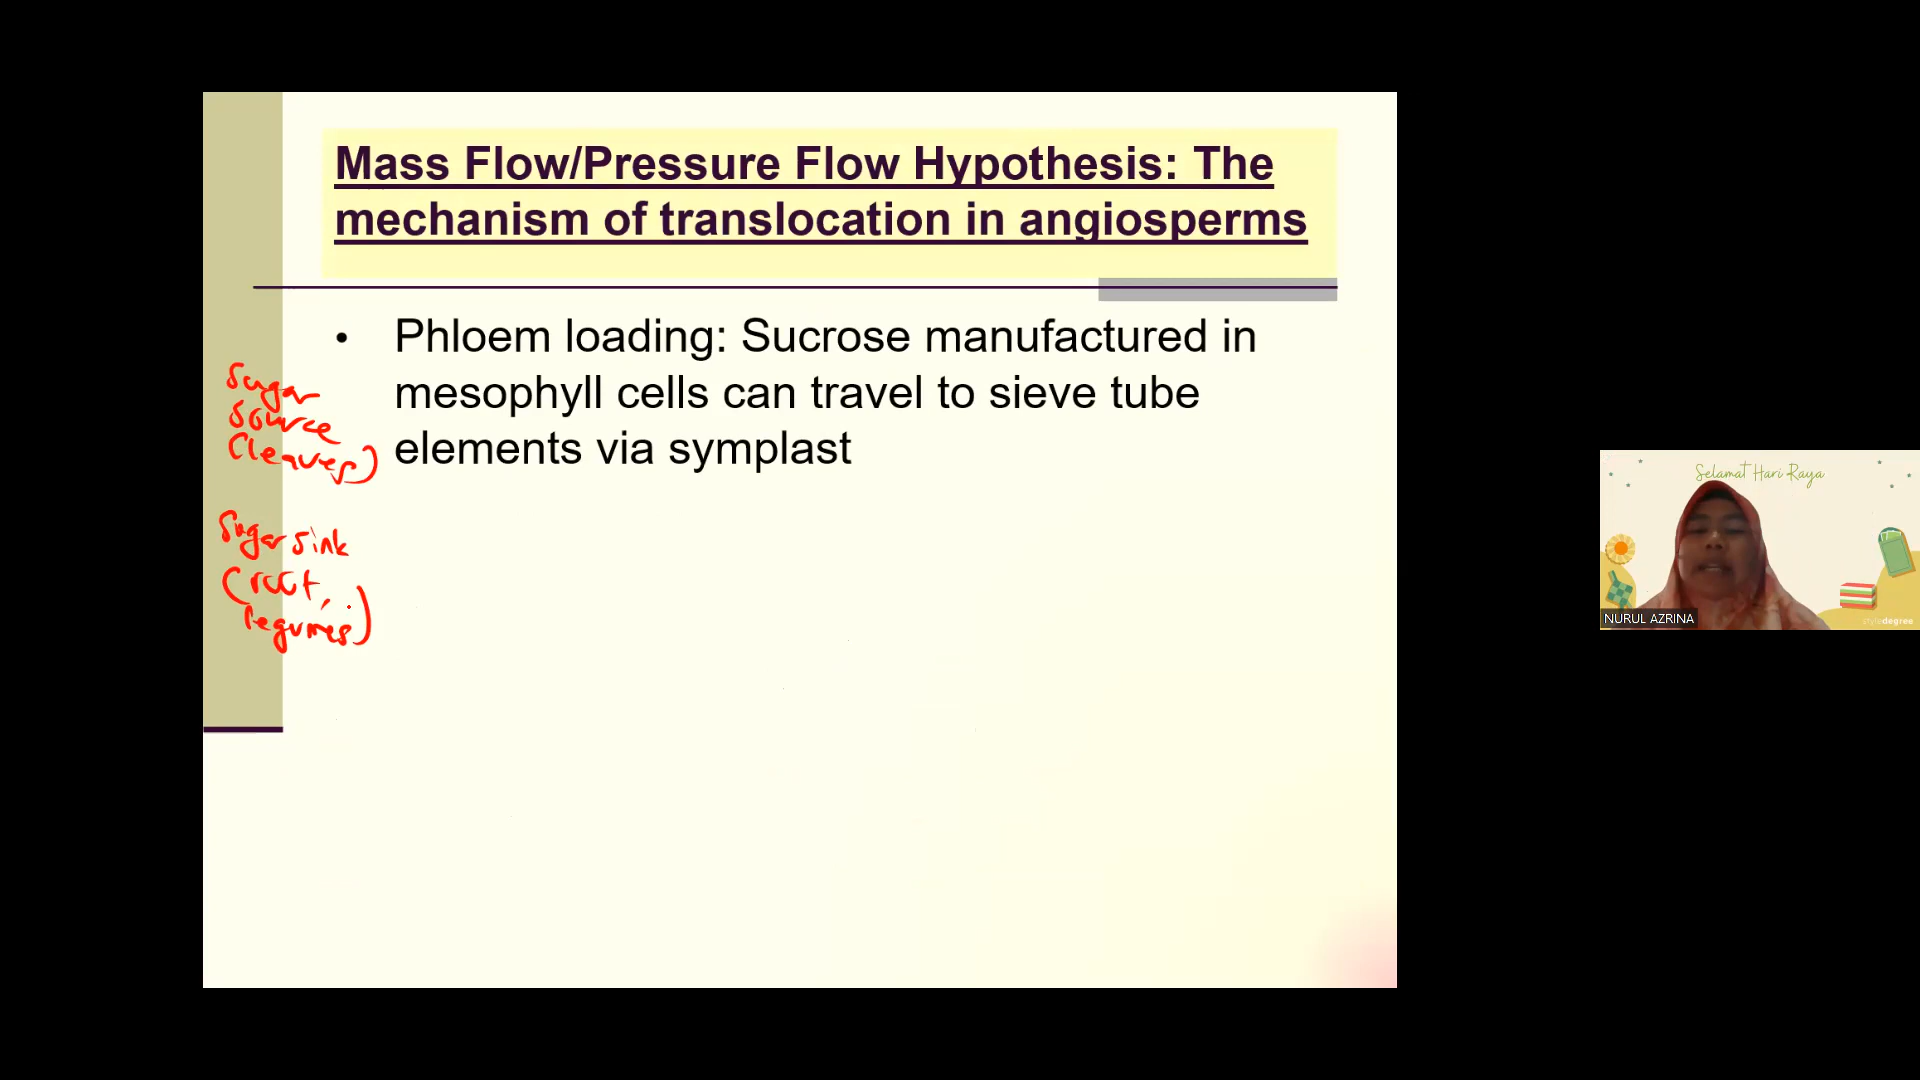 Mass Flow/Pressure Flow Hypothesis: The
mechanism of translocation in angiosperms
• Phloem loading: Sucrose manufactured in
mesophyll cells can travel to sieve tube
elements via symplast
Sugar
Source
(leaves)
Sugar sink
(root,
legumes)
Selamat Hari Raya
NURUL AZRINA
styledegree